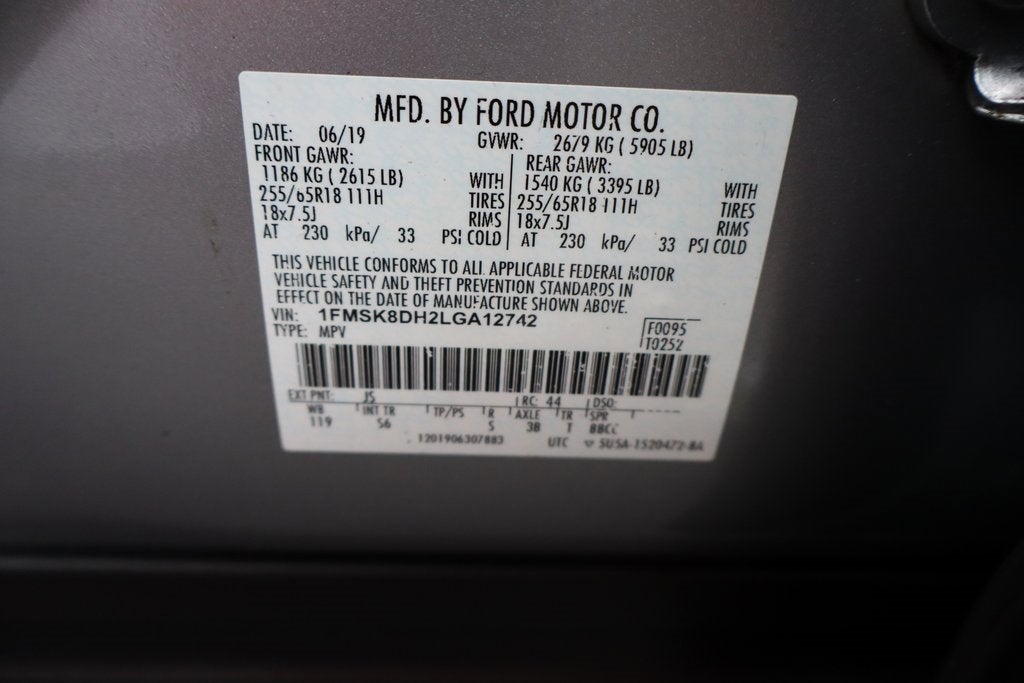 MFD. BY FORD MOTOR CO.
DATE: 06/19 GVWR: 2679 KG ( 5905 LB)
FRONT GAWR: REAR GAWR:
1186 KG ( 2615 LB) WITH 1540 KG ( 3395 LB) WITH
255/65R18 111H TIRES 255/65R18 111H TIRES
18x7.5J RIMS 18x7.5J RIMS
AT 230 kPa/ 33 PSI COLD AT 230 kPa/ 33 PSI COLD
THIS VEHICLE CONFORMS TO ALL APPLICABLE FEDERAL MOTOR
VEHICLE SAFETY AND THEFT PREVENTION STANDARDS IN
EFFECT ON THE DATE OF MANUFACTURE SHOWN ABOVE.
VIN: 1FMSK8DH2LGA12742
TYPE: MPV F0095
T0252
EXT PNT: JS RC: 44 DSO:
WB INT TR TP/PS R AXLE TR SPR
119 S6 S 3B T BBCC
1201906307883 UTC SU5A-1520472-BA